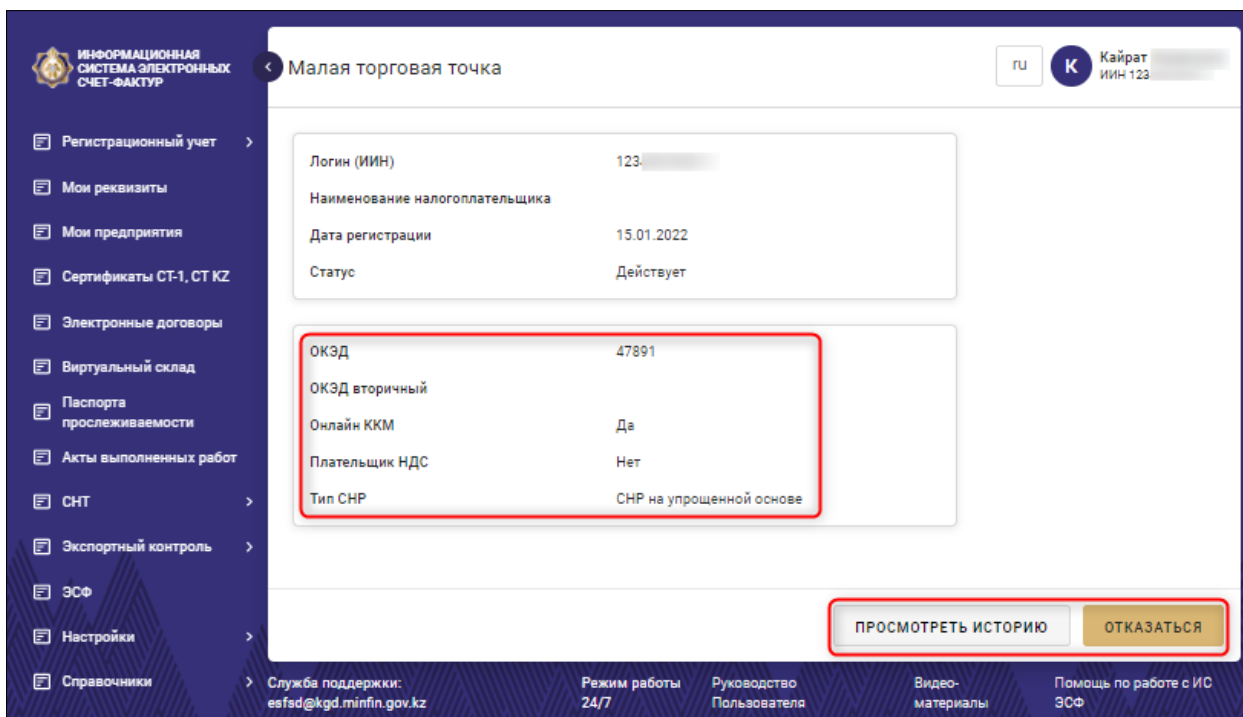 ИНФОРМАЦИОННАЯ
СИСТЕМА ЭЛЕКТРОННЫХ
СЧЕТ-ФАКТУР
Малая торговая точка
ru
К
Кайрат
ИИН 123
Регистрационный учет
Мои реквизиты
Мои предприятия
Сертификаты СТ-1, СТ KZ
Электронные договоры
Виртуальный склад
Паспорта
прослеживаемости
Акты выполненных работ
СНТ
Экспортный контроль
ЭСФ
Настройки
Справочники
Логин (ИИН) 123
Наименование налогоплательщика
Дата регистрации 15.01.2022
Статус Действует
ОКЭД 47891
ОКЭД вторичный
Онлайн ККМ Да
Плательщик НДС Нет
Тип СНР СНР на упрощенной основе
ПРОСМОТРЕТЬ ИСТОРИЮ ОТКАЗАТЬСЯ
Служба поддержки:
esfsd@kgd.minfin.gov.kz
Режим работы
24/7
Руководство
Пользователя
Видео-
материалы
Помощь по работе с ИС
ЭСФ